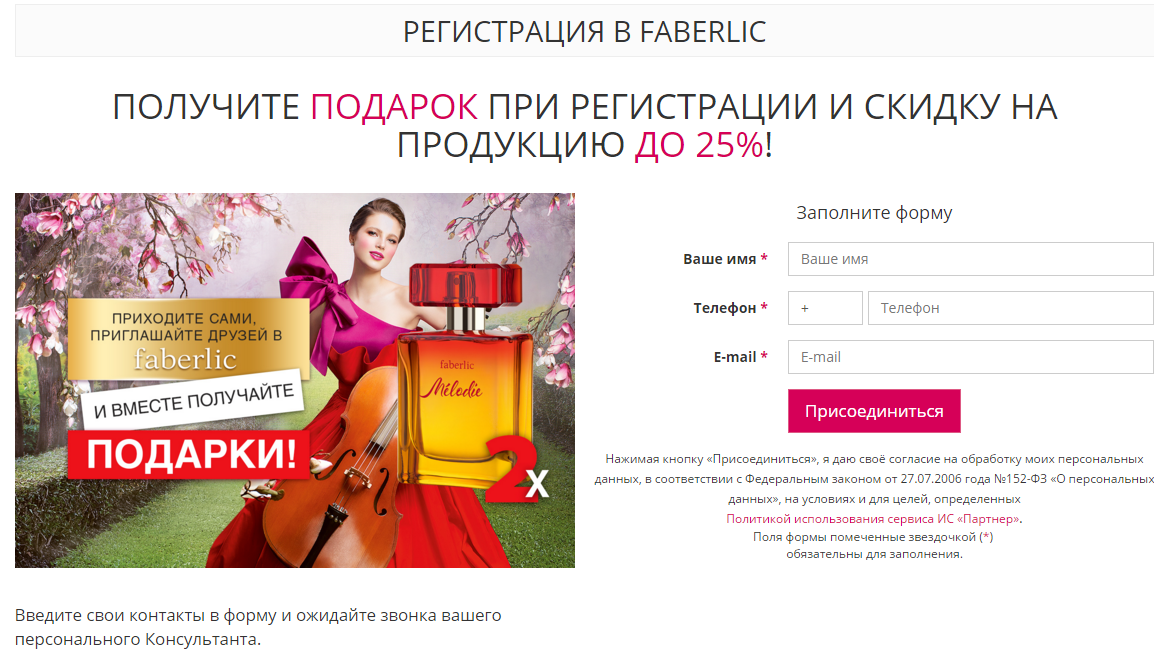 РЕГИСТРАЦИЯ В FABERLIC
ПОЛУЧИТЕ ПОДАРОК ПРИ РЕГИСТРАЦИИ И СКИДКУ НА
ПРОДУКЦИЮ ДО 25%!
ПРИХОДИТЕ САМИ,
ПРИГЛАШАЙТЕ ДРУЗЕЙ В
faberlic
И ВМЕСТЕ ПОЛУЧАЙТЕ
ПОДАРКИ!
faberlic
Mélodie
2x
Заполните форму
Ваше имя * Ваше имя
Телефон * + Телефон
E-mail * E-mail
Присоединиться
Нажимая кнопку «Присоединиться», я даю своё согласие на обработку моих персональных
данных, в соответствии с Федеральным законом от 27.07.2006 года №152-ФЗ «О персональных
данных», на условиях и для целей, определенных
Политикой использования сервиса ИС «Партнер».
Поля формы помеченные звездочкой (*)
обязательны для заполнения.
Введите свои контакты в форму и ожидайте звонка вашего
персонального Консультанта.